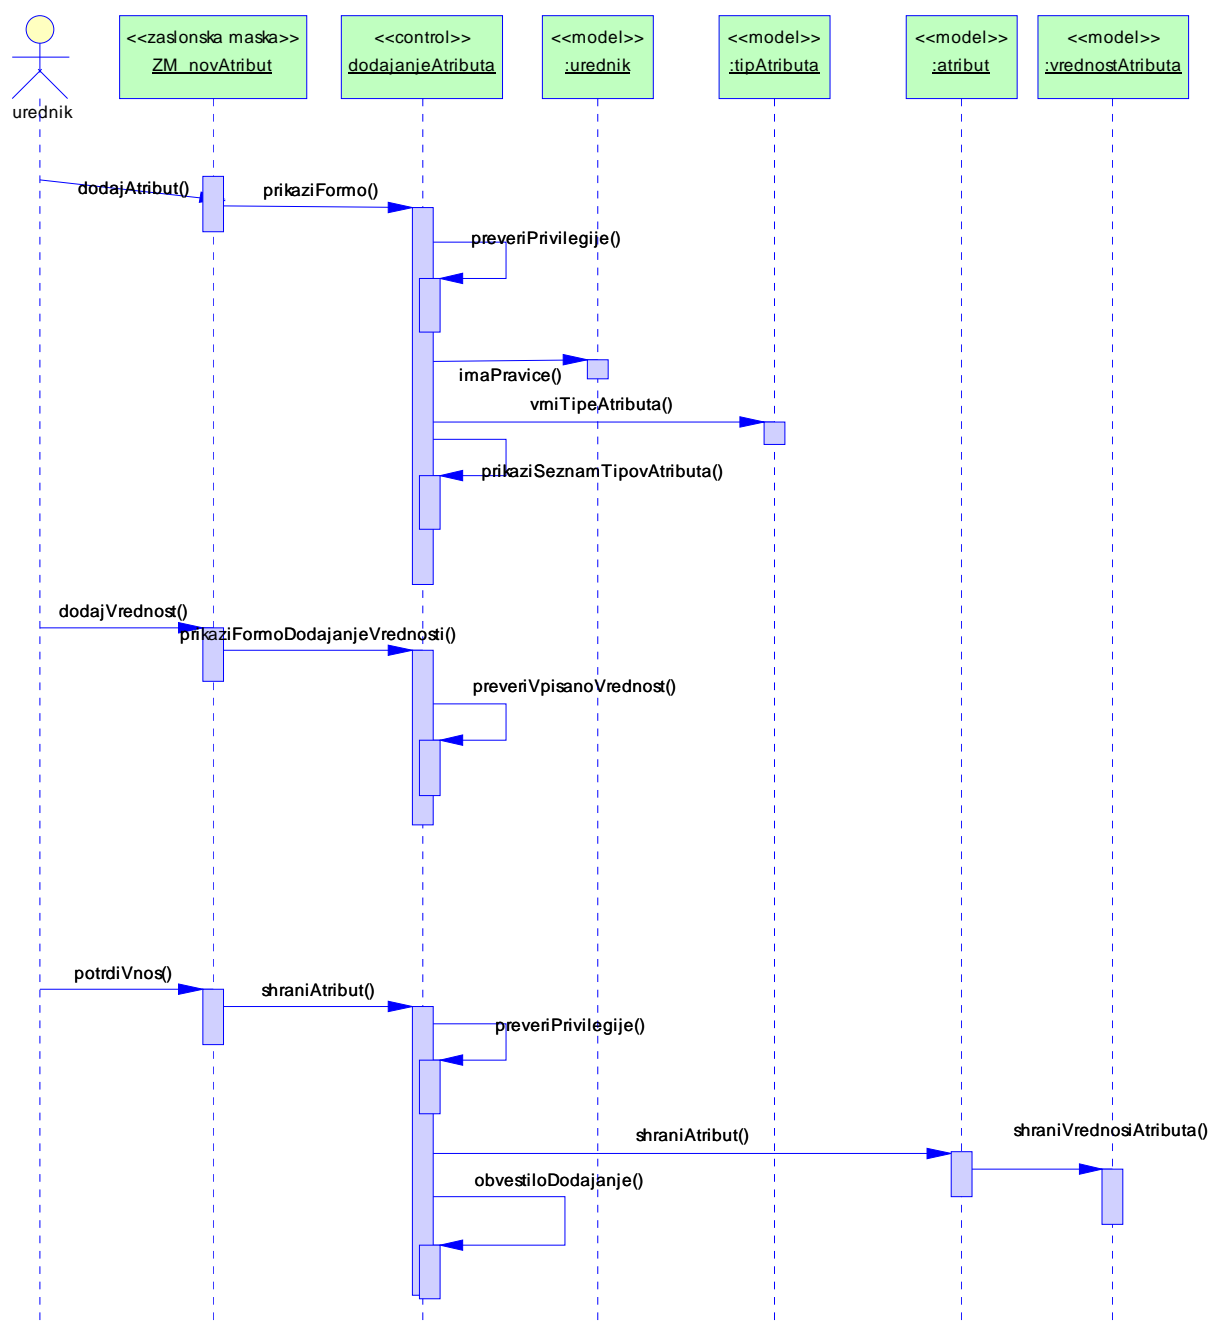 urednik
<<zaslonska maska>>
ZM_novAtribut
<<control>>
dodajanjeAtributa
<<model>>
:urednik
<<model>>
:tipAtributa
<<model>>
:atribut
<<model>>
:vrednostAtributa
dodajAtribut()
prikaziFormo()
preveriPrivilegije()
imaPravice()
vrniTipeAtributa()
prikaziSeznamTipovAtributa()
dodajVrednost()
prikaziFormoDodajanjeVrednosti()
preveriVpisanoVrednost()
potrdiVnos()
shraniAtribut()
preveriPrivilegije()
shraniAtribut()
shraniVrednosiAtributa()
obvestiloDodajanje()